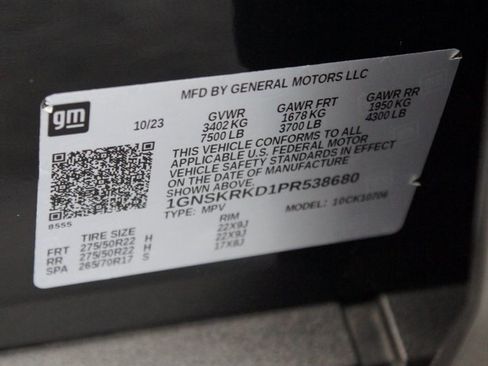 MFD BY GENERAL MOTORS LLC
gm
10/23 GVWR GAWR FRT GAWR RR
3402 KG 1678 KG 1950 KG
7500 LB 3700 LB 4300 LB
THIS VEHICLE CONFORMS TO ALL
APPLICABLE U.S. FEDERAL MOTOR
VEHICLE SAFETY STANDARDS IN EFFECT
ON THE DATE OF MANUFACTURE
SHOWN ABOVE.
1GNSKRKD1PR538680
TYPE: MPV MODEL: 10CK10706
8555
TIRE SIZE RIM
FRT 275/50R22 H 22X9J
RR 275/50R22 H 22X9J
SPA 265/70R17 S 17X8J